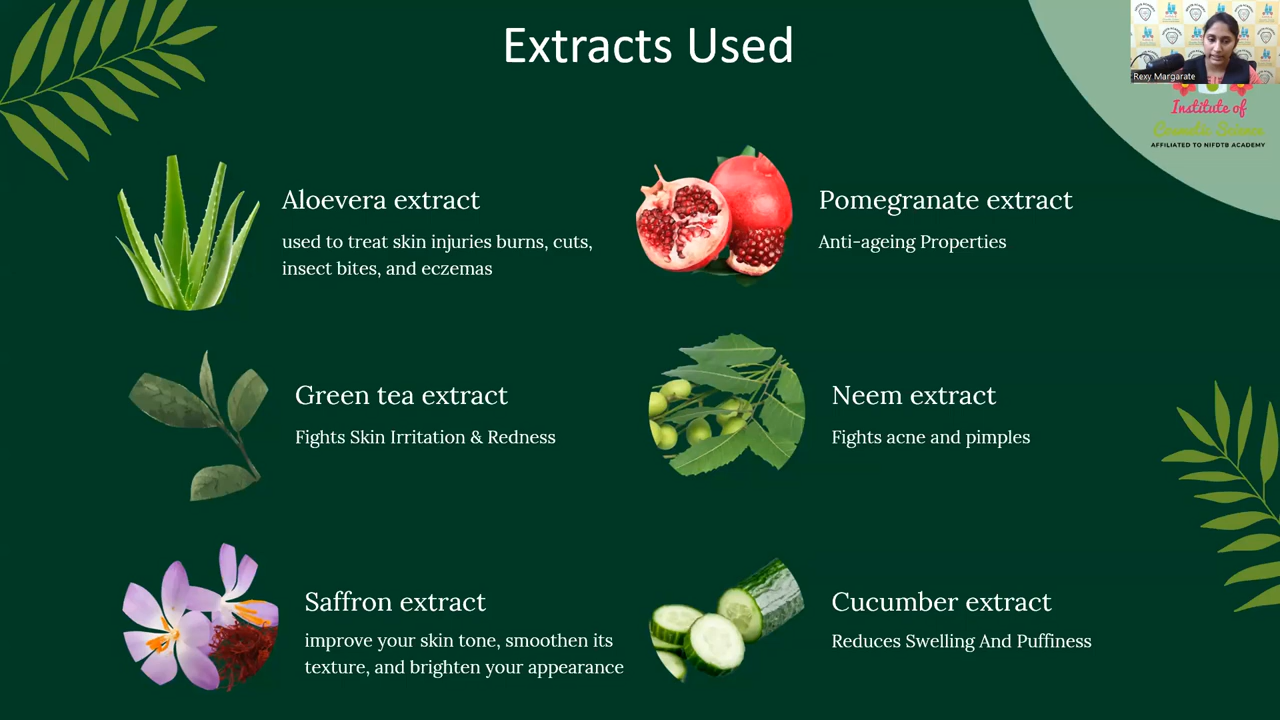 Extracts Used
Rexy Margarate
Institute of
Cosmetic Science
AFFILIATED TO NIFDTB ACADEMY
Aloevera extract
used to treat skin injuries burns, cuts,
insect bites, and eczemas
Pomegranate extract
Anti-ageing Properties
Green tea extract
Fights Skin Irritation & Redness
Neem extract
Fights acne and pimples
Saffron extract
improve your skin tone, smoothen its
texture, and brighten your appearance
Cucumber extract
Reduces Swelling And Puffiness